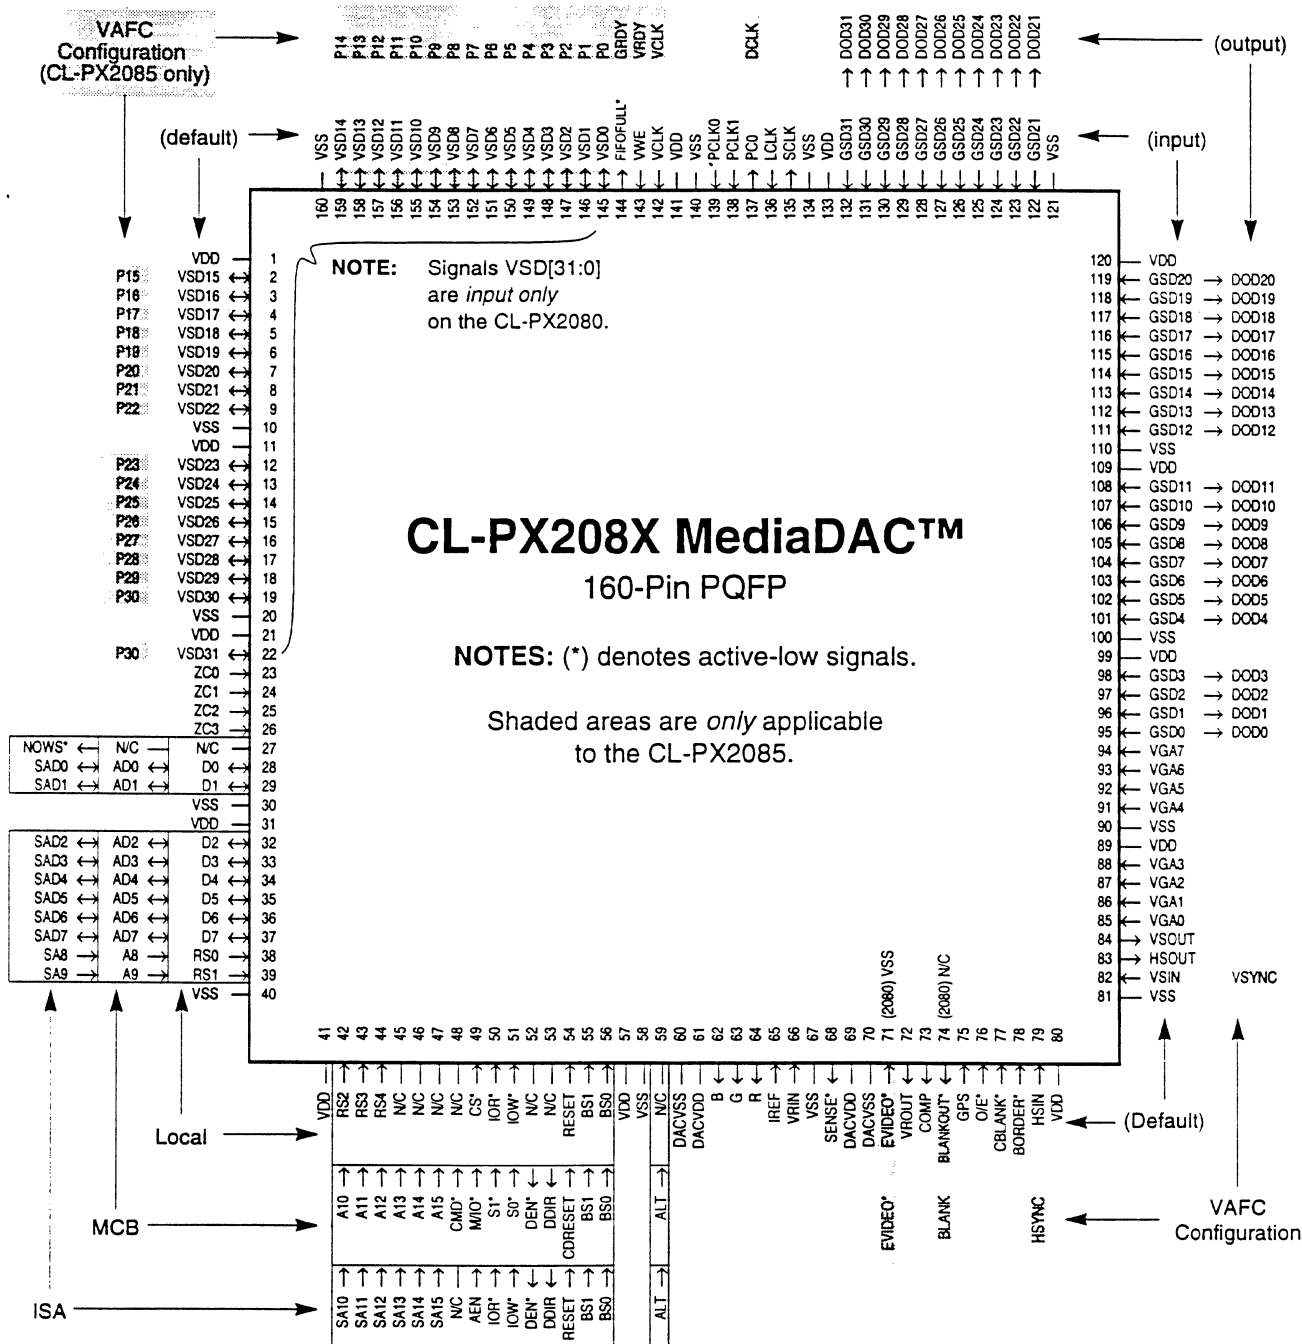 VAFC
Configuration
(CL-PX2085 only)
P14 P13 P12 P11 P10 P9 P8 P7 P6 P5 P4 P3 P2 P1 P0 GRDY VRDY VCLK DCLK DOD31 DOD30 DOD29 DOD28 DOD27 DOD26 DOD25 DOD24 DOD23 DOD22 DOD21
(output)
(default)
VSS VSD14 VSD13 VSD12 VSD11 VSD10 VSD9 VSD8 VSD7 VSD6 VSD5 VSD4 VSD3 VSD2 VSD1 VSD0 FIFOFULL* VWE VCLK VDD VSS *PCLK0 PCLK1 PC0 LCLK SCLK VSS VDD GSD31 GSD30 GSD29 GSD28 GSD27 GSD26 GSD25 GSD24 GSD23 GSD22 GSD21 VSS
(input)
160 159 158 157 156 155 154 153 152 151 150 149 148 147 146 145 144 143 142 141 140 139 138 137 136 135 134 133 132 131 130 129 128 127 126 125 124 123 122 121
VDD 1
P15 VSD15 2
P16 VSD16 3
P17 VSD17 4
P18 VSD18 5
P19 VSD19 6
P20 VSD20 7
P21 VSD21 8
P22 VSD22 9
VSS 10
VDD 11
P23 VSD23 12
P24 VSD24 13
P25 VSD25 14
P26 VSD26 15
P27 VSD27 16
P28 VSD28 17
P29 VSD29 18
P30 VSD30 19
VSS 20
VDD 21
P30 VSD31 22
ZC0 23
ZC1 24
ZC2 25
ZC3 26
NOWS* N/C N/C 27
SAD0 AD0 D0 28
SAD1 AD1 D1 29
VSS 30
VDD 31
SAD2 AD2 D2 32
SAD3 AD3 D3 33
SAD4 AD4 D4 34
SAD5 AD5 D5 35
SAD6 AD6 D6 36
SAD7 AD7 D7 37
SA8 A8 RS0 38
SA9 A9 RS1 39
VSS 40
NOTE: Signals VSD[31:0]
are input only
on the CL-PX2080.
CL-PX208X MediaDAC™
160-Pin PQFP
NOTES: (*) denotes active-low signals.
Shaded areas are only applicable
to the CL-PX2085.
120 VDD
119 GSD20 DOD20
118 GSD19 DOD19
117 GSD18 DOD18
116 GSD17 DOD17
115 GSD16 DOD16
114 GSD15 DOD15
113 GSD14 DOD14
112 GSD13 DOD13
111 GSD12 DOD12
110 VSS
109 VDD
108 GSD11 DOD11
107 GSD10 DOD10
106 GSD9 DOD9
105 GSD8 DOD8
104 GSD7 DOD7
103 GSD6 DOD6
102 GSD5 DOD5
101 GSD4 DOD4
100 VSS
99 VDD
98 GSD3 DOD3
97 GSD2 DOD2
96 GSD1 DOD1
95 GSD0 DOD0
94 VGA7
93 VGA6
92 VGA5
91 VGA4
90 VSS
89 VDD
88 VGA3
87 VGA2
86 VGA1
85 VGA0
84 VSOUT
83 HSOUT
82 VSIN VSYNC
81 VSS
(2080) VSS (2080) N/C
41 42 43 44 45 46 47 48 49 50 51 52 53 54 55 56 57 58 59 60 61 62 63 64 65 66 67 68 69 70 71 72 73 74 75 76 77 78 79 80
VDD RS2 RS3 RS4 N/C N/C N/C N/C CS* IOR* IOW* N/C N/C RESET BS1 BS0 VDD VSS N/C DACVSS DACVDD B G R IREF VRIN VSS SENSE* DACVDD DACVSS EVIDEO* VROUT COMP BLANKOUT* GPS O/E* CBLANK* BORDER* HSIN VDD
Local
(Default)
A10 A11 A12 A13 A14 A15 CMD* M/IO* S1* S0* DEN* DDIR CDRESET BS1 BS0 ALT EVIDEO* BLANK HSYNC
MCB
VAFC
Configuration
SA10 SA11 SA12 SA13 SA14 SA15 N/C AEN IOR* IOW* DEN* DDIR RESET BS1 BS0 ALT
ISA